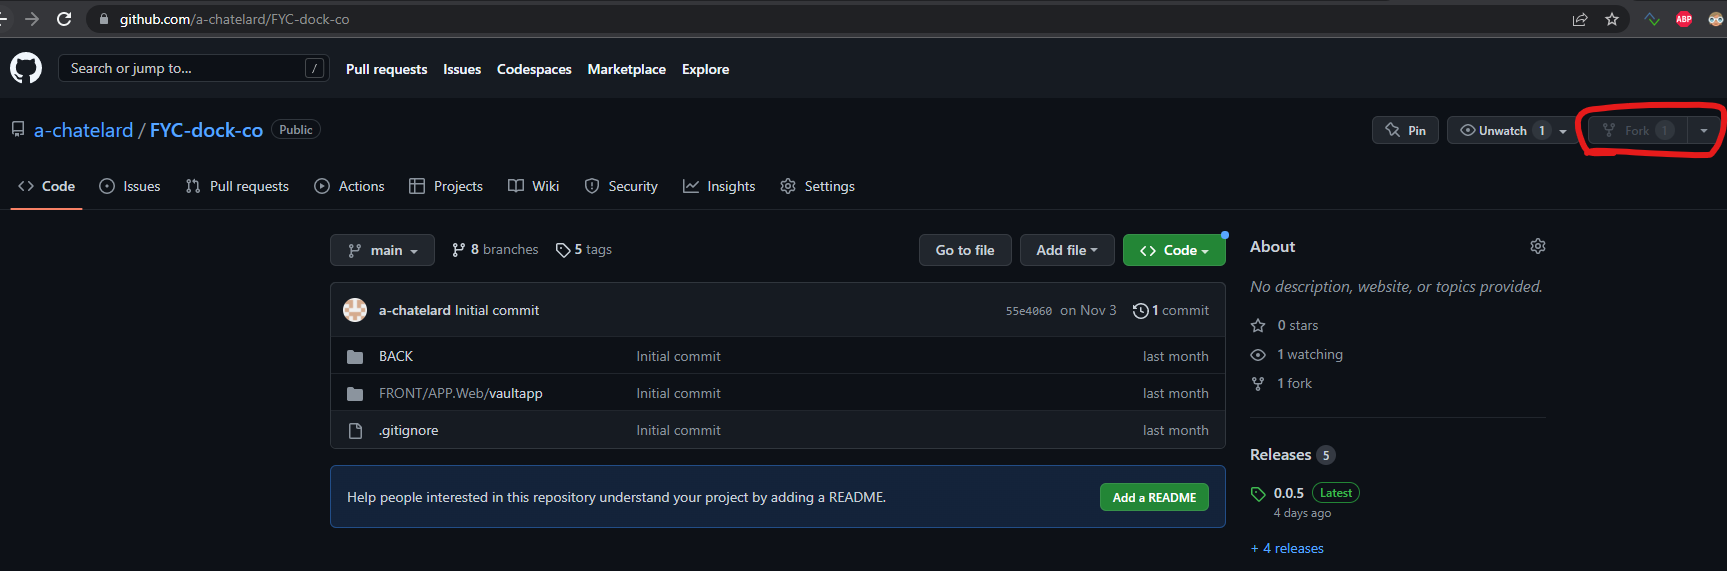 github.com/a-chatelard/FYC-dock-co
ABP
Search or jump to... / Pull requests Issues Codespaces Marketplace Explore
a-chatelard / FYC-dock-co Public Pin Unwatch 1 Fork 1
Code Issues Pull requests Actions Projects Wiki Security Insights Settings
main 8 branches 5 tags Go to file Add file Code
a-chatelard Initial commit 55e4060 on Nov 3 1 commit
BACK Initial commit last month
FRONT/APP.Web/vaultapp Initial commit last month
.gitignore Initial commit last month
Help people interested in this repository understand your project by adding a README. Add a README
About
No description, website, or topics provided.
0 stars
1 watching
1 fork
Releases 5
0.0.5 Latest
4 days ago
+ 4 releases